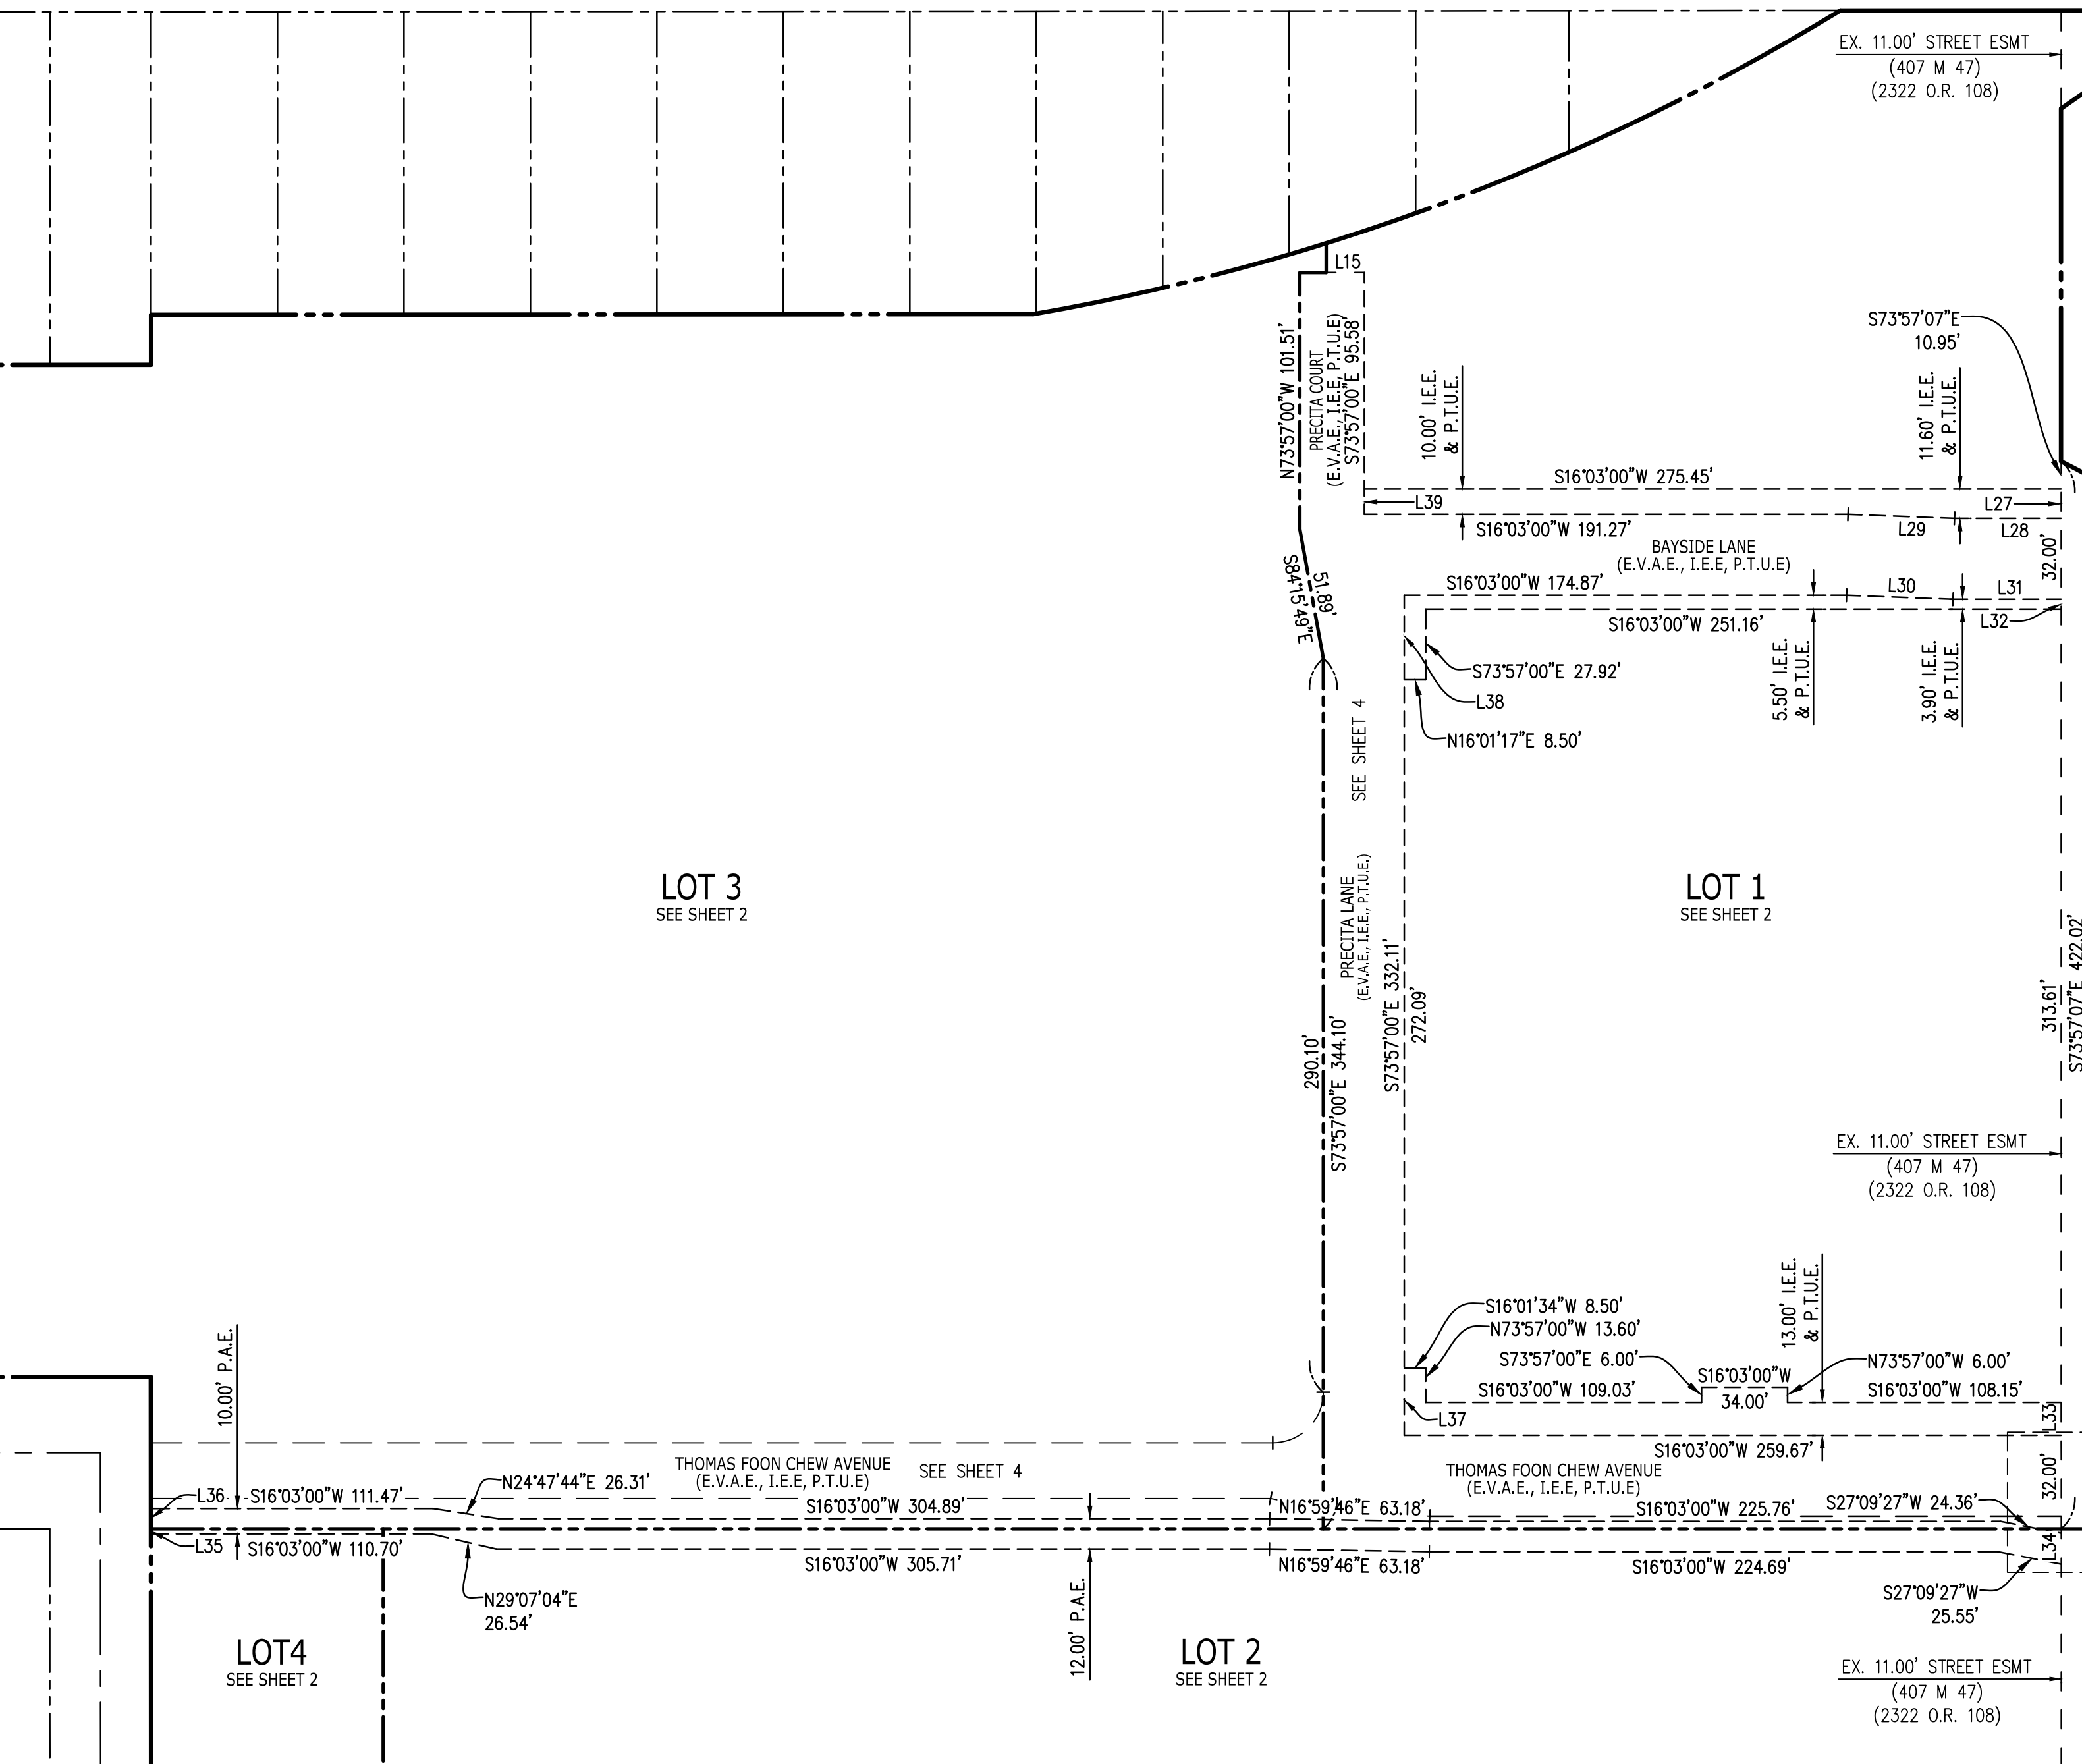 EX. 11.00' STREET ESMT
(407 M 47)
(2322 O.R. 108)
L15
N73°57'00"W 101.51'
PRECITA COURT
(E.V.A.E., I.E.E, P.T.U.E)
S73°57'00"E 95.58'
10.00' I.E.E.
& P.T.U.E.
11.60' I.E.E.
& P.T.U.E.
S73°57'07"E
10.95'
S16°03'00"W 275.45'
L39
L27
S16°03'00"W 191.27'
L29
L28
BAYSIDE LANE
(E.V.A.E., I.E.E, P.T.U.E)
32.00'
S84°15'49"E
51.89'
S16°03'00"W 174.87'
L30
L31
S16°03'00"W 251.16'
L32
S73°57'00"E 27.92'
L38
N16°01'17"E 8.50'
5.50' I.E.E.
& P.T.U.E.
3.90' I.E.E.
& P.T.U.E.
SEE SHEET 4
LOT 3
SEE SHEET 2
LOT 1
SEE SHEET 2
PRECITA LANE
(E.V.A.E., I.E.E., P.T.U.E.)
S73°57'00"E 332.11'
272.09'
290.10'
S73°57'00"E 344.10'
313.61'
S73°57'07"E 422.02'
EX. 11.00' STREET ESMT
(407 M 47)
(2322 O.R. 108)
13.00' I.E.E.
& P.T.U.E.
S16°01'34"W 8.50'
N73°57'00"W 13.60'
S73°57'00"E 6.00'
S16°03'00"W
34.00'
N73°57'00"W 6.00'
S16°03'00"W 109.03'
S16°03'00"W 108.15'
L37
L33
S16°03'00"W 259.67'
10.00' P.A.E.
THOMAS FOON CHEW AVENUE
(E.V.A.E., I.E.E, P.T.U.E)
SEE SHEET 4
THOMAS FOON CHEW AVENUE
(E.V.A.E., I.E.E, P.T.U.E)
32.00'
L36
S16°03'00"W 111.47'
N24°47'44"E 26.31'
S16°03'00"W 304.89'
N16°59'46"E 63.18'
S16°03'00"W 225.76'
S27°09'27"W 24.36'
L35
S16°03'00"W 110.70'
S16°03'00"W 305.71'
N16°59'46"E 63.18'
S16°03'00"W 224.69'
L34
N29°07'04"E
26.54'
12.00' P.A.E.
S27°09'27"W
25.55'
LOT4
SEE SHEET 2
LOT 2
SEE SHEET 2
EX. 11.00' STREET ESMT
(407 M 47)
(2322 O.R. 108)